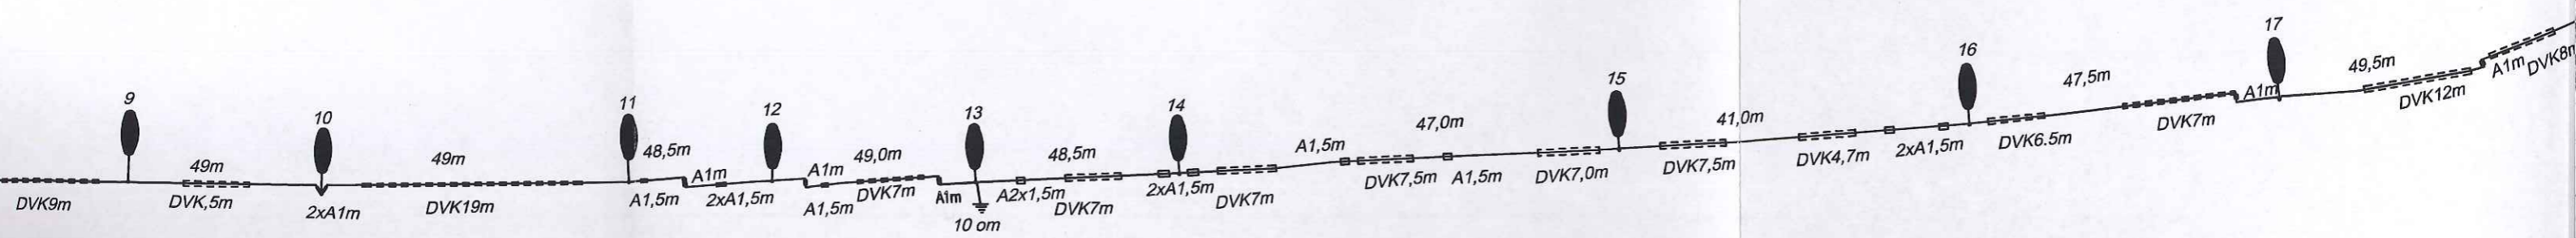 9
10
11
12
13
14
15
16
17
49m
49m
48,5m
49,0m
48,5m
47,0m
41,0m
47,5m
49,5m
DVK9m
DVK,5m
2xA1m
DVK19m
A1,5m
A1m
2xA1,5m
A1m
A1,5m
DVK7m
A1m
10 om
A2x1,5m
DVK7m
2xA1,5m
DVK7m
A1,5m
DVK7,5m
A1,5m
DVK7,0m
DVK7,5m
DVK4,7m
2xA1,5m
DVK6.5m
DVK7m
A1m
DVK12m
A1m
DVK8m